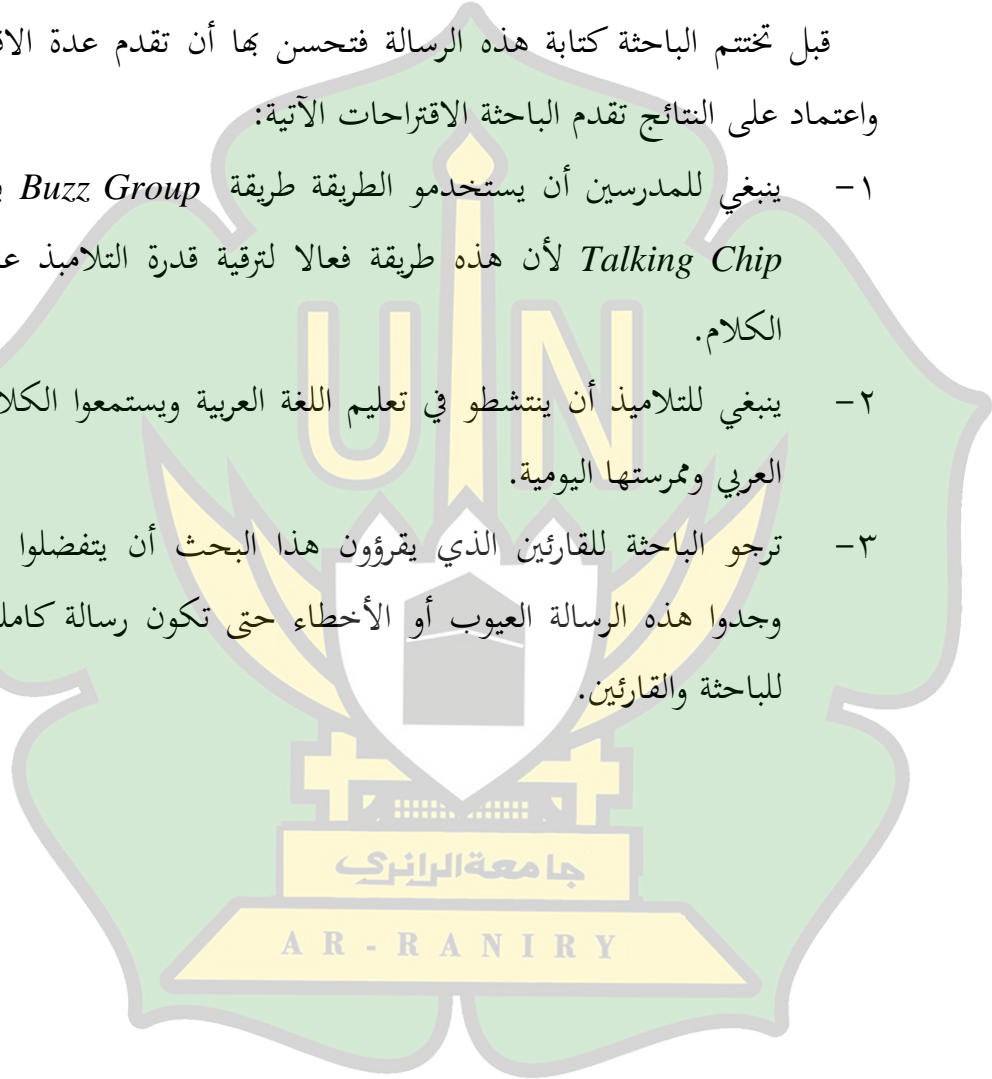 قبل تختتم الباحثة كتابة هذه الرسالة فتحسن بها أن تقدم عدة
واعتماد على النتائج تقدم الباحثة الاقتراحات الآتية:
١- ينبغي للمدرسين أن يستخدمو الطريقة طريقة Buzz Group
Talking Chip لأن هذه طريقة فعالا لترقية قدرة التلاميذ
الكلام.
٢- ينبغي للتلاميذ أن ينتشطو في تعليم اللغة العربية ويستمعوا
العربي وممرستها اليومية.
٣- ترجو الباحثة للقارئين الذي يقرؤون هذا البحث أن يتفضلوا
وجدوا هذه الرسالة العيوب أو الأخطاء حتى تكون رسالة
للباحثة والقارئين.
UIN
جامعة الرانري
AR-RANIRY